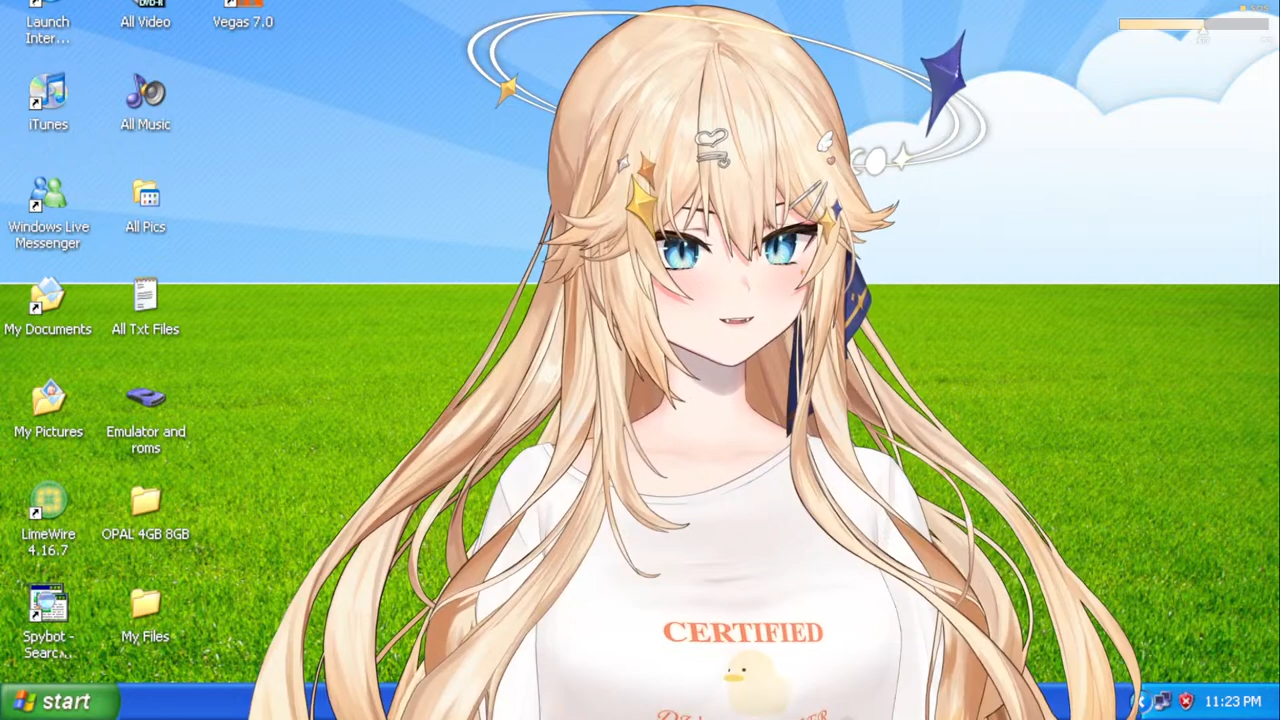 Launch
Inter...
All Video
Vegas 7.0
iTunes
All Music
Windows Live
Messenger
All Pics
My Documents
All Txt Files
My Pictures
Emulator and
roms
LimeWire
4.16.7
OPAL 4GB 8GB
Spybot -
Searc...
My Files
CERTIFIED
start
11:23 PM